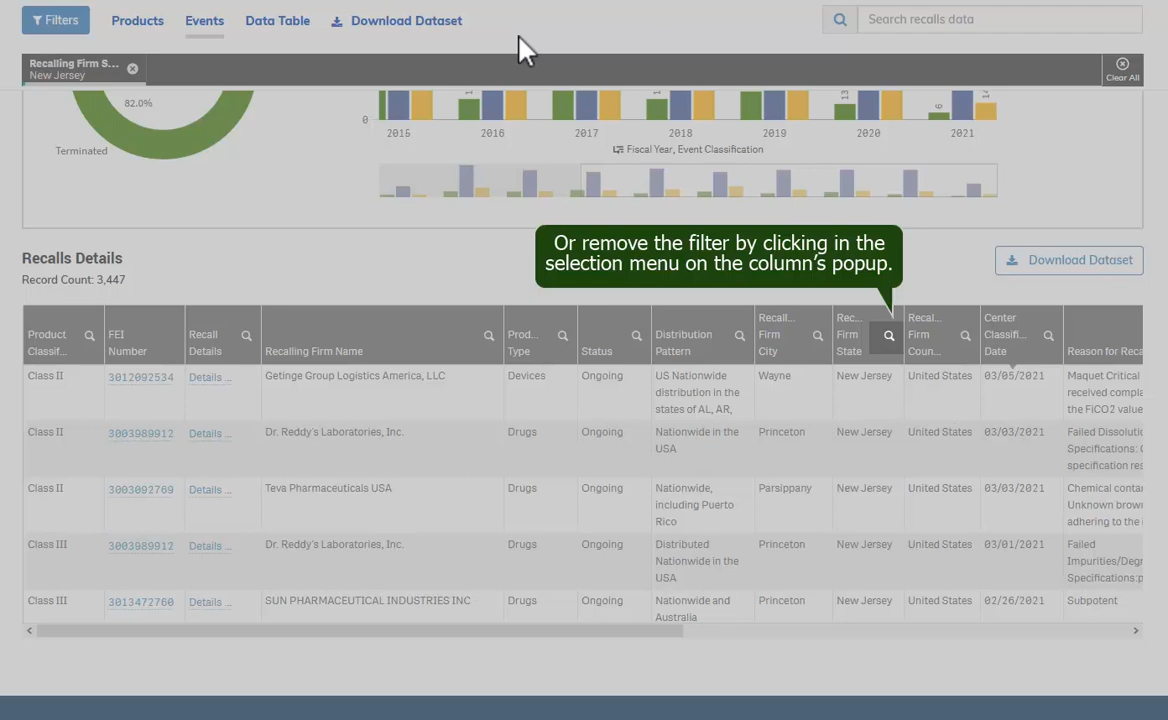 Filters
Products
Events
Data Table
Download Dataset
Search recalls data
Recalling Firm S...
New Jersey
Clear All
82.0%
Terminated
0
13
6
2015 2016 2017 2018 2019 2020 2021
Fiscal Year, Event Classification
Or remove the filter by clicking in the
selection menu on the column's popup.
Recalls Details
Record Count: 3,447
Download Dataset
Product
Classif...
FEI
Number
Recall
Details
Recalling Firm Name
Prod...
Type
Status
Distribution
Pattern
Recall...
Firm
City
Rec...
Firm
State
Recal...
Firm
Coun...
Center
Classifi...
Date
Reason for Reca
Class II 3012092534 Details ... Getinge Group Logistics America, LLC Devices Ongoing US Nationwide Wayne New Jersey United States 03/05/2021 Maquet Critical
distribution in the received compla
states of AL, AR, the FiCO2 value
Class II 3003989912 Details ... Dr. Reddy's Laboratories, Inc. Drugs Ongoing Nationwide in the Princeton New Jersey United States 03/03/2021 Failed Dissolutio
USA Specifications: C
specification res
Class II 3003092769 Details ... Teva Pharmaceuticals USA Drugs Ongoing Nationwide, Parsippany New Jersey United States 03/03/2021 Chemical contar
including Puerto Unknown brown
Rico adhering to the i
Class III 3003989912 Details ... Dr. Reddy's Laboratories, Inc. Drugs Ongoing Distributed Princeton New Jersey United States 03/01/2021 Failed
Nationwide in the Impurities/Degr
USA Specifications:p
Class III 3013472760 Details ... SUN PHARMACEUTICAL INDUSTRIES INC Drugs Ongoing Nationwide and Princeton New Jersey United States 02/26/2021 Subpotent
Australia